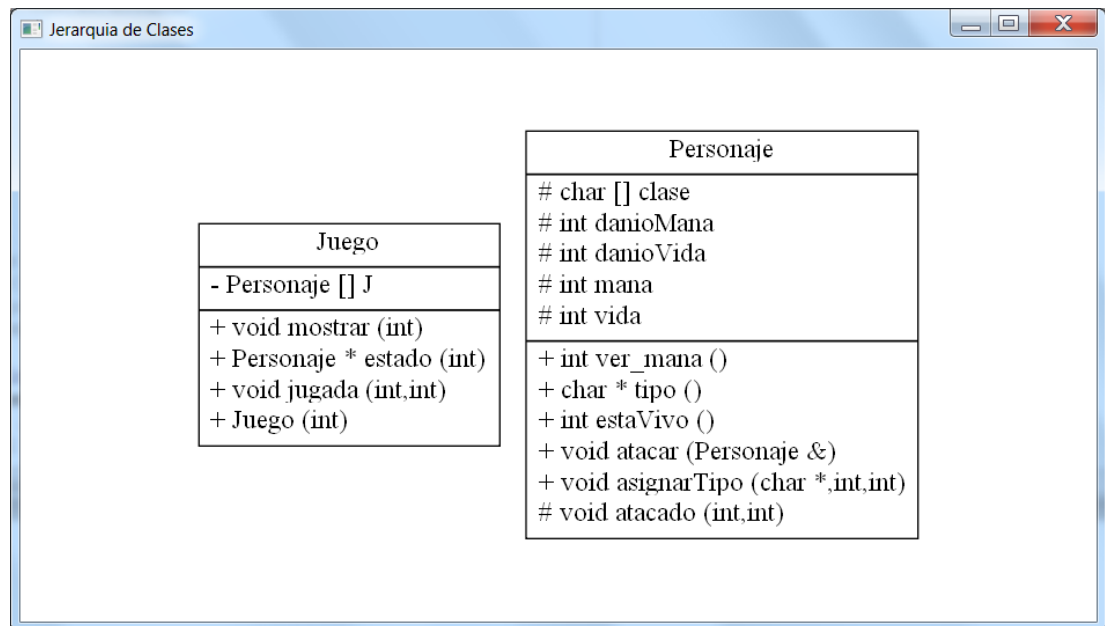 Jerarquia de Clases
Juego
- Personaje [] J
+ void mostrar (int)
+ Personaje * estado (int)
+ void jugada (int,int)
+ Juego (int)
Personaje
# char [] clase
# int danioMana
# int danioVida
# int mana
# int vida
+ int ver_mana ()
+ char * tipo ()
+ int estaVivo ()
+ void atacar (Personaje &)
+ void asignarTipo (char *,int,int)
# void atacado (int,int)